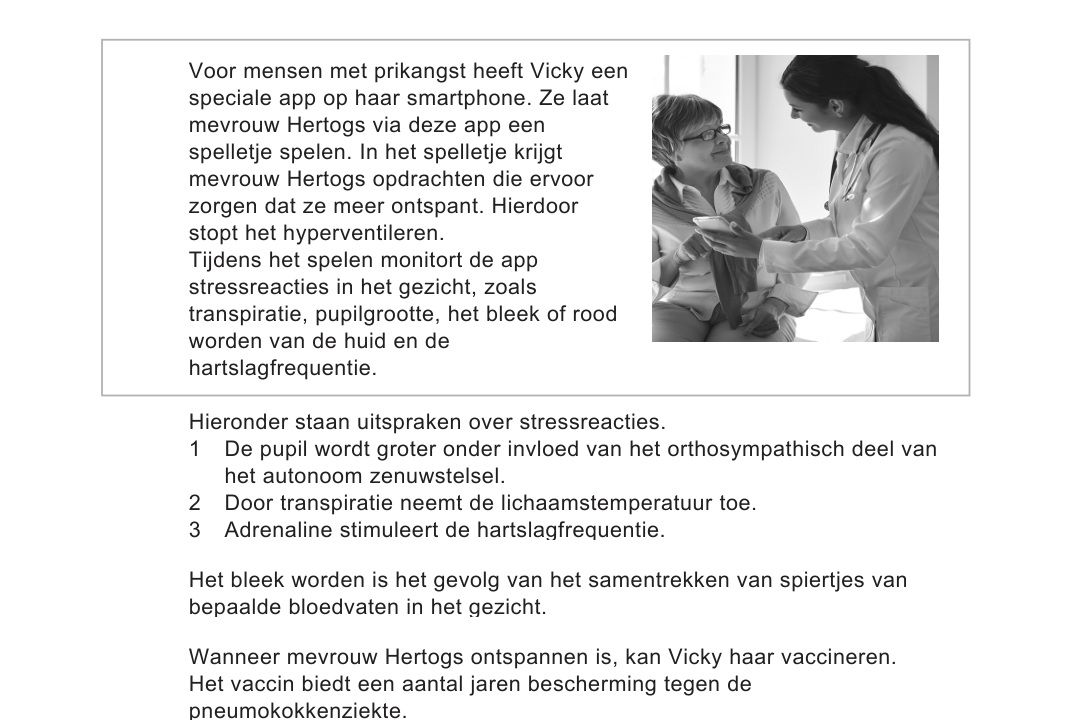 Voor mensen met prikangst heeft Vicky een
speciale app op haar smartphone. Ze laat
mevrouw Hertogs via deze app een
spelletje spelen. In het spelletje krijgt
mevrouw Hertogs opdrachten die ervoor
zorgen dat ze meer ontspant. Hierdoor
stopt het hyperventileren.
Tijdens het spelen monitort de app
stressreacties in het gezicht, zoals
transpiratie, pupilgrootte, het bleek of rood
worden van de huid en de
hartslagfrequentie.
Hieronder staan uitspraken over stressreacties.
1 De pupil wordt groter onder invloed van het orthosympathisch deel van
het autonoom zenuwstelsel.
2 Door transpiratie neemt de lichaamstemperatuur toe.
3 Adrenaline stimuleert de hartslagfrequentie.
Het bleek worden is het gevolg van het samentrekken van spiertjes van
bepaalde bloedvaten in het gezicht.
Wanneer mevrouw Hertogs ontspannen is, kan Vicky haar vaccineren.
Het vaccin biedt een aantal jaren bescherming tegen de
pneumokokkenziekte.